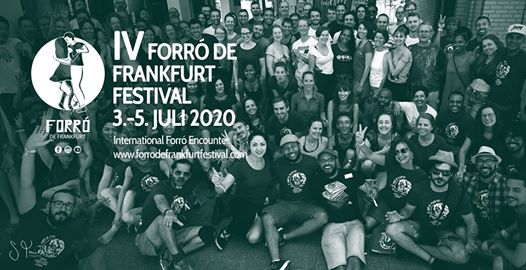 IV FORRÓ DE
FRANKFURT
FESTIVAL
3.-5. JULI 2020
International Forró Encounter
www.forrodefrankfurtfestival.com
FORRÓ
DE FRANKFURT